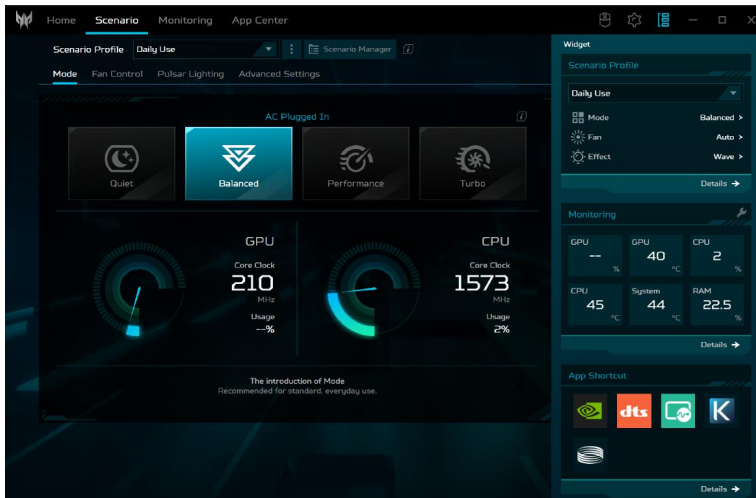 Home Scenario Monitoring App Center
Scenario Profile Daily Use Scenario Manager
Mode Fan Control Pulsar Lighting Advanced Settings
AC Plugged In
Quiet Balanced Performance Turbo
GPU
Core Clock
210
MHz
Usage
--%
CPU
Core Clock
1573
MHz
Usage
2%
The introduction of Mode
Recommended for standard, everyday use.
Widget
Scenario Profile
Daily Use
Mode Balanced >
Fan Auto >
Effect Wave >
Details →
Monitoring
GPU GPU CPU
-- 40 2
% °C %
CPU System RAM
45 44 22.5
°C °C %
Details →
App Shortcut
dts K
Details →